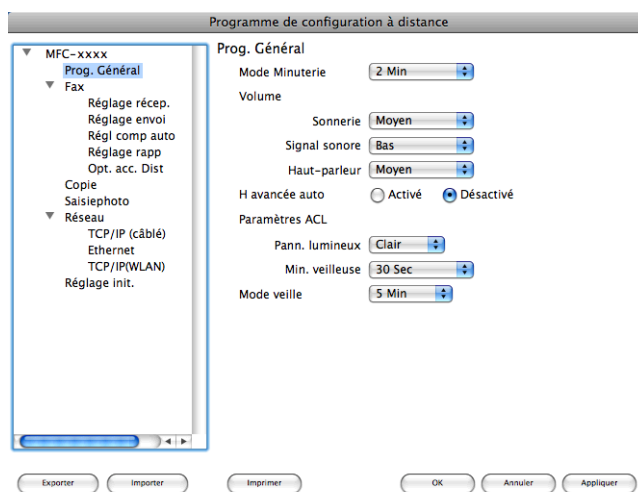 Programme de configuration à distance
MFC-xxxx
Prog. Général
Fax
Réglage récep.
Réglage envoi
Régl comp auto
Réglage rapp
Opt. acc. Dist
Copie
Saisiephoto
Réseau
TCP/IP (câblé)
Ethernet
TCP/IP(WLAN)
Réglage init.
Prog. Général
Mode Minuterie 2 Min
Volume
Sonnerie Moyen
Signal sonore Bas
Haut-parleur Moyen
H avancée auto Activé Désactivé
Paramètres ACL
Pann. lumineux Clair
Min. veilleuse 30 Sec
Mode veille 5 Min
Exporter Importer Imprimer OK Annuler Appliquer